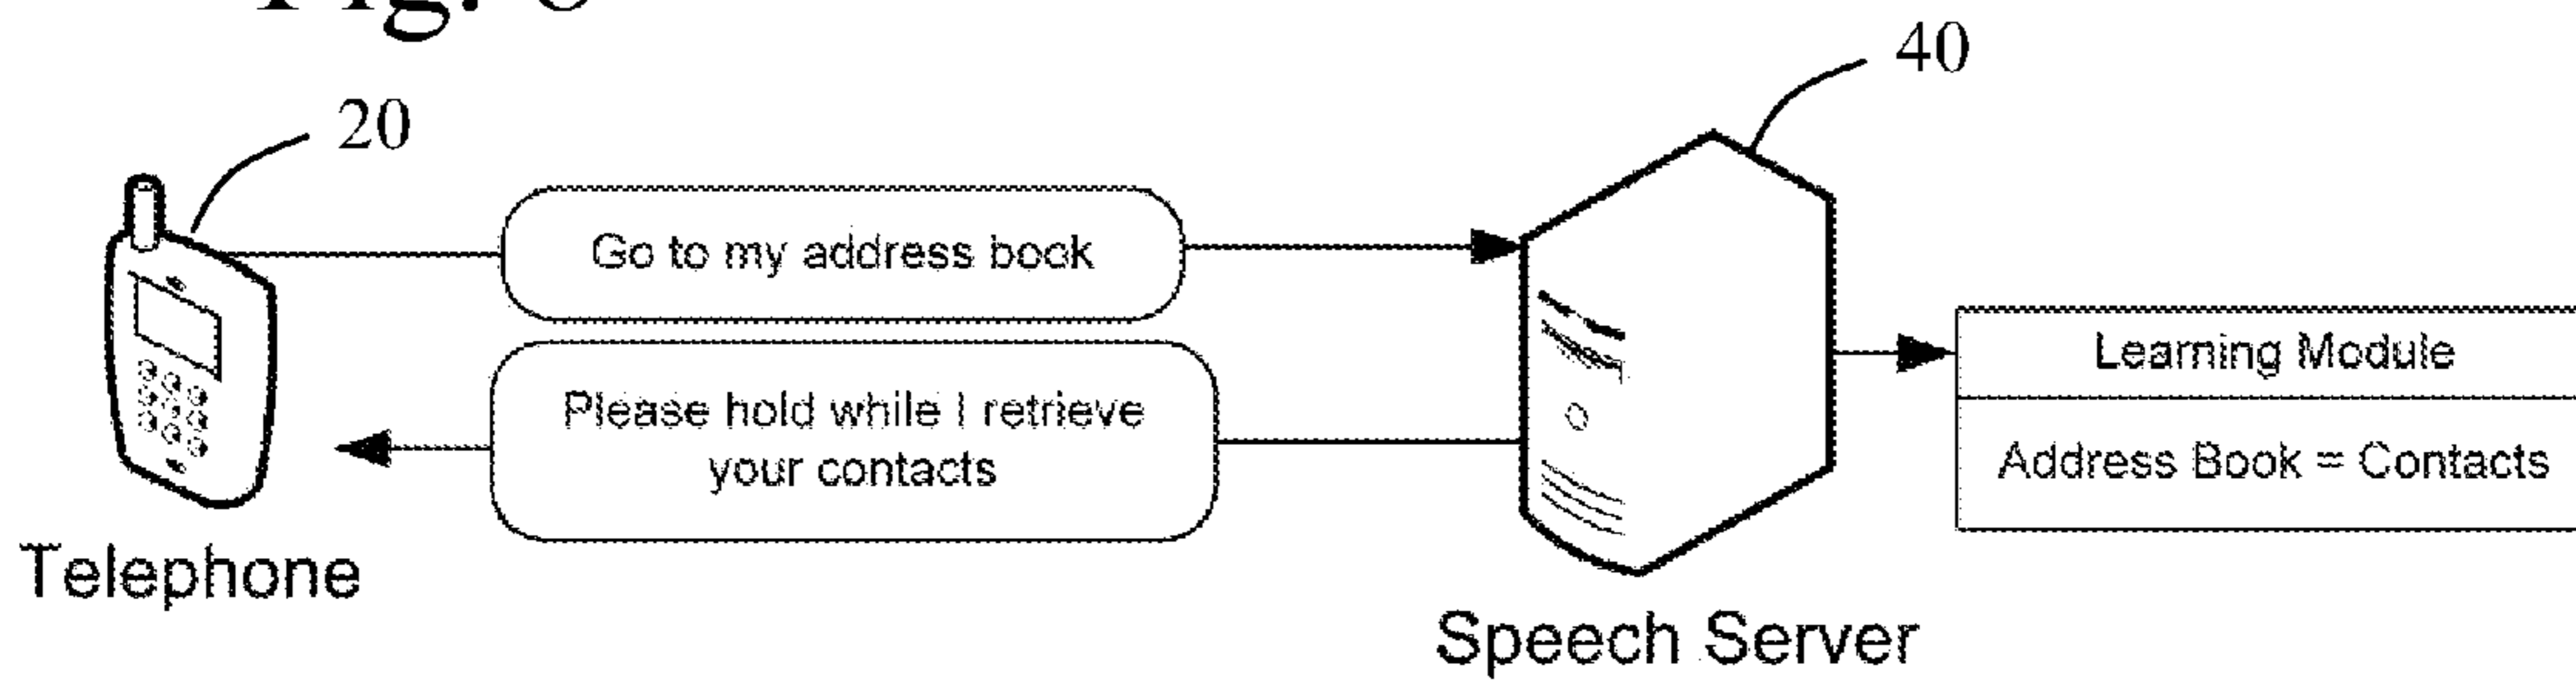 20
40
Go to my address book
Please hold while I retrieve
your contacts
Learning Module
Address Book = Contacts
Telephone
Speech Server